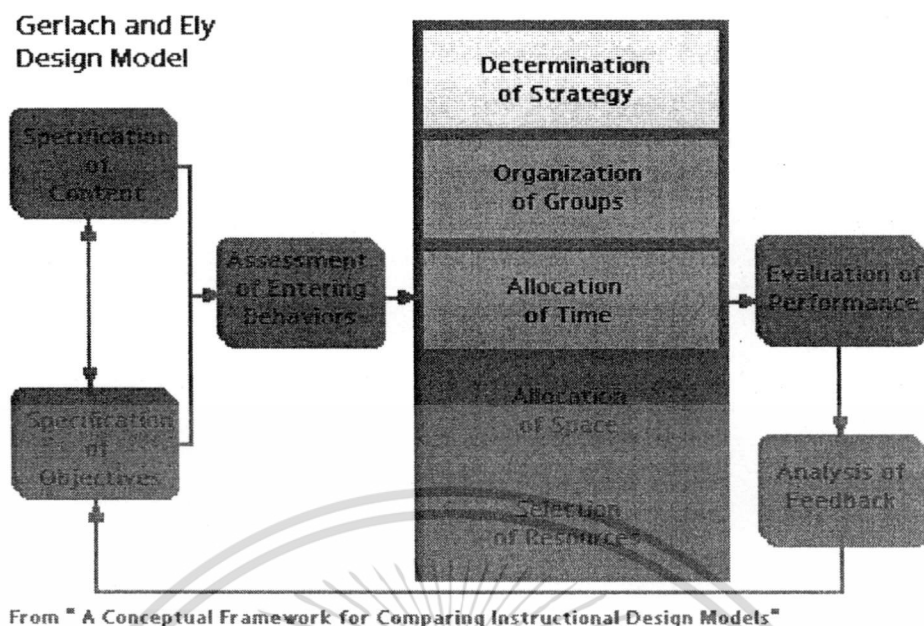 Gerlach and Ely
Design Model
Specification
of
Content
Specification
of
Objectives
Assessment
of Entering
Behaviors
Determination
of Strategy
Organization
of Groups
Allocation
of Time
Allocation
of Space
Selection
of Resources
Evaluation of
Performance
Analysis of
Feedback
From " A Conceptual Framework for Comparing Instructional Design Models"